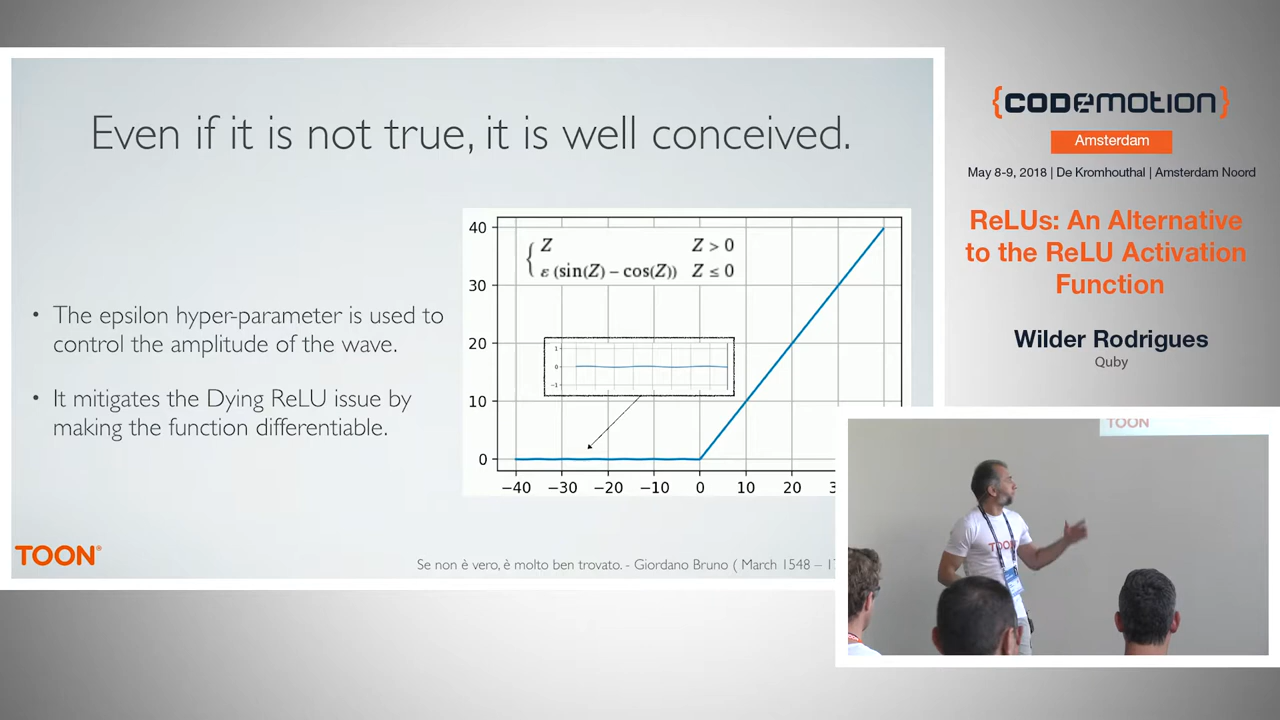 Even if it is not true, it is well conceived.
• The epsilon hyper-parameter is used to
control the amplitude of the wave.
• It mitigates the Dying ReLU issue by
making the function differentiable.
40
30
20
10
0
Z Z > 0
ε (sin(Z) – cos(Z)) Z ≤ 0
1
0
−1
−40 −30 −20 −10 0 10 20
TOON®
Se non è vero, è molto ben trovato. - Giordano Bruno ( March 1548 –
{CODEMOTION}
Amsterdam
May 8-9, 2018 | De Kromhouthal | Amsterdam Noord
ReLUs: An Alternative
to the ReLU Activation
Function
Wilder Rodrigues
Quby
TOON
TOON